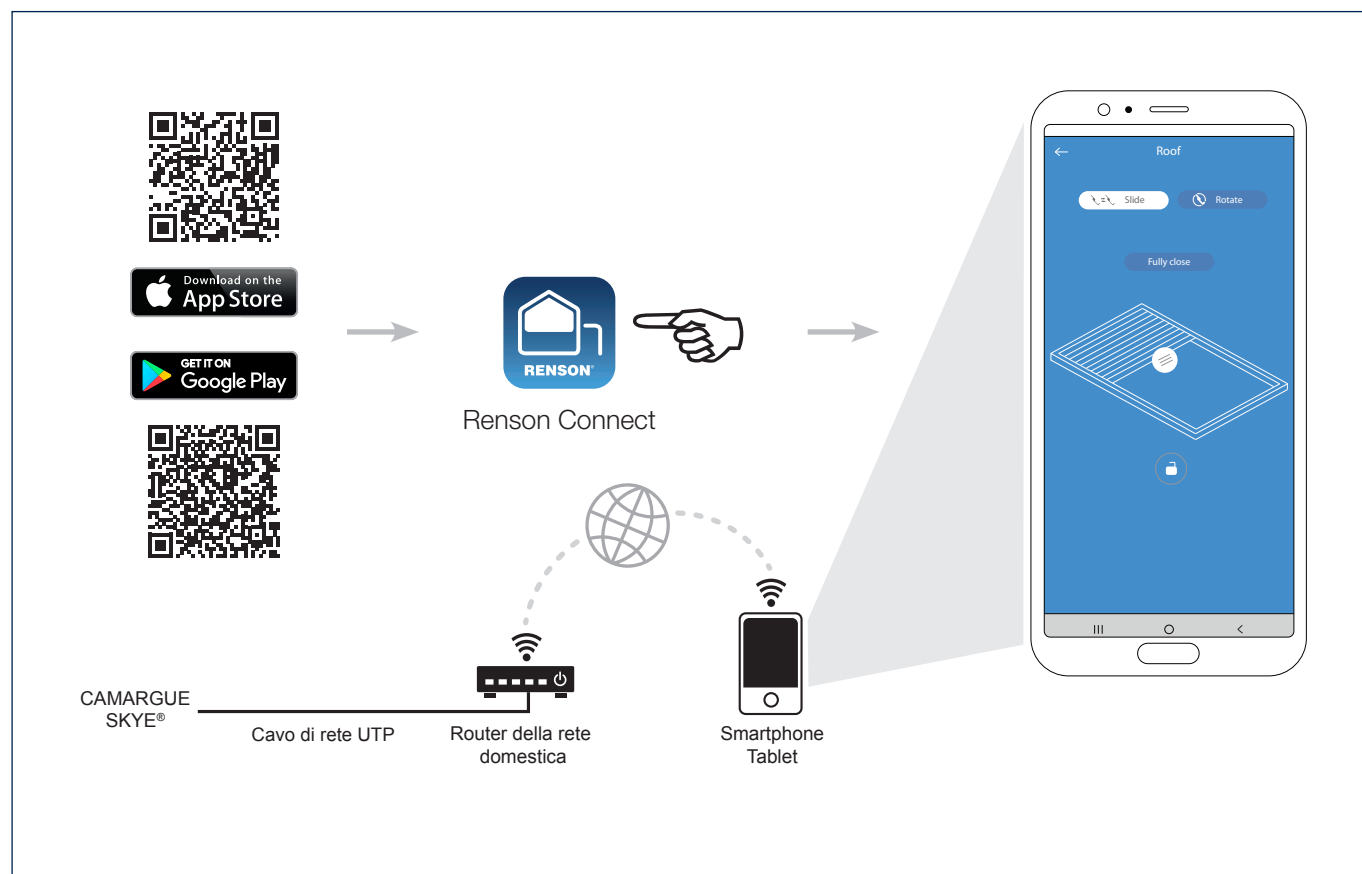 Download on the
App Store
GET IT ON
Google Play
RENSON®
Renson Connect
CAMARGUE
SKYE®
Cavo di rete UTP
Router della rete
domestica
Smartphone
Tablet
Roof
Slide
Rotate
Fully close